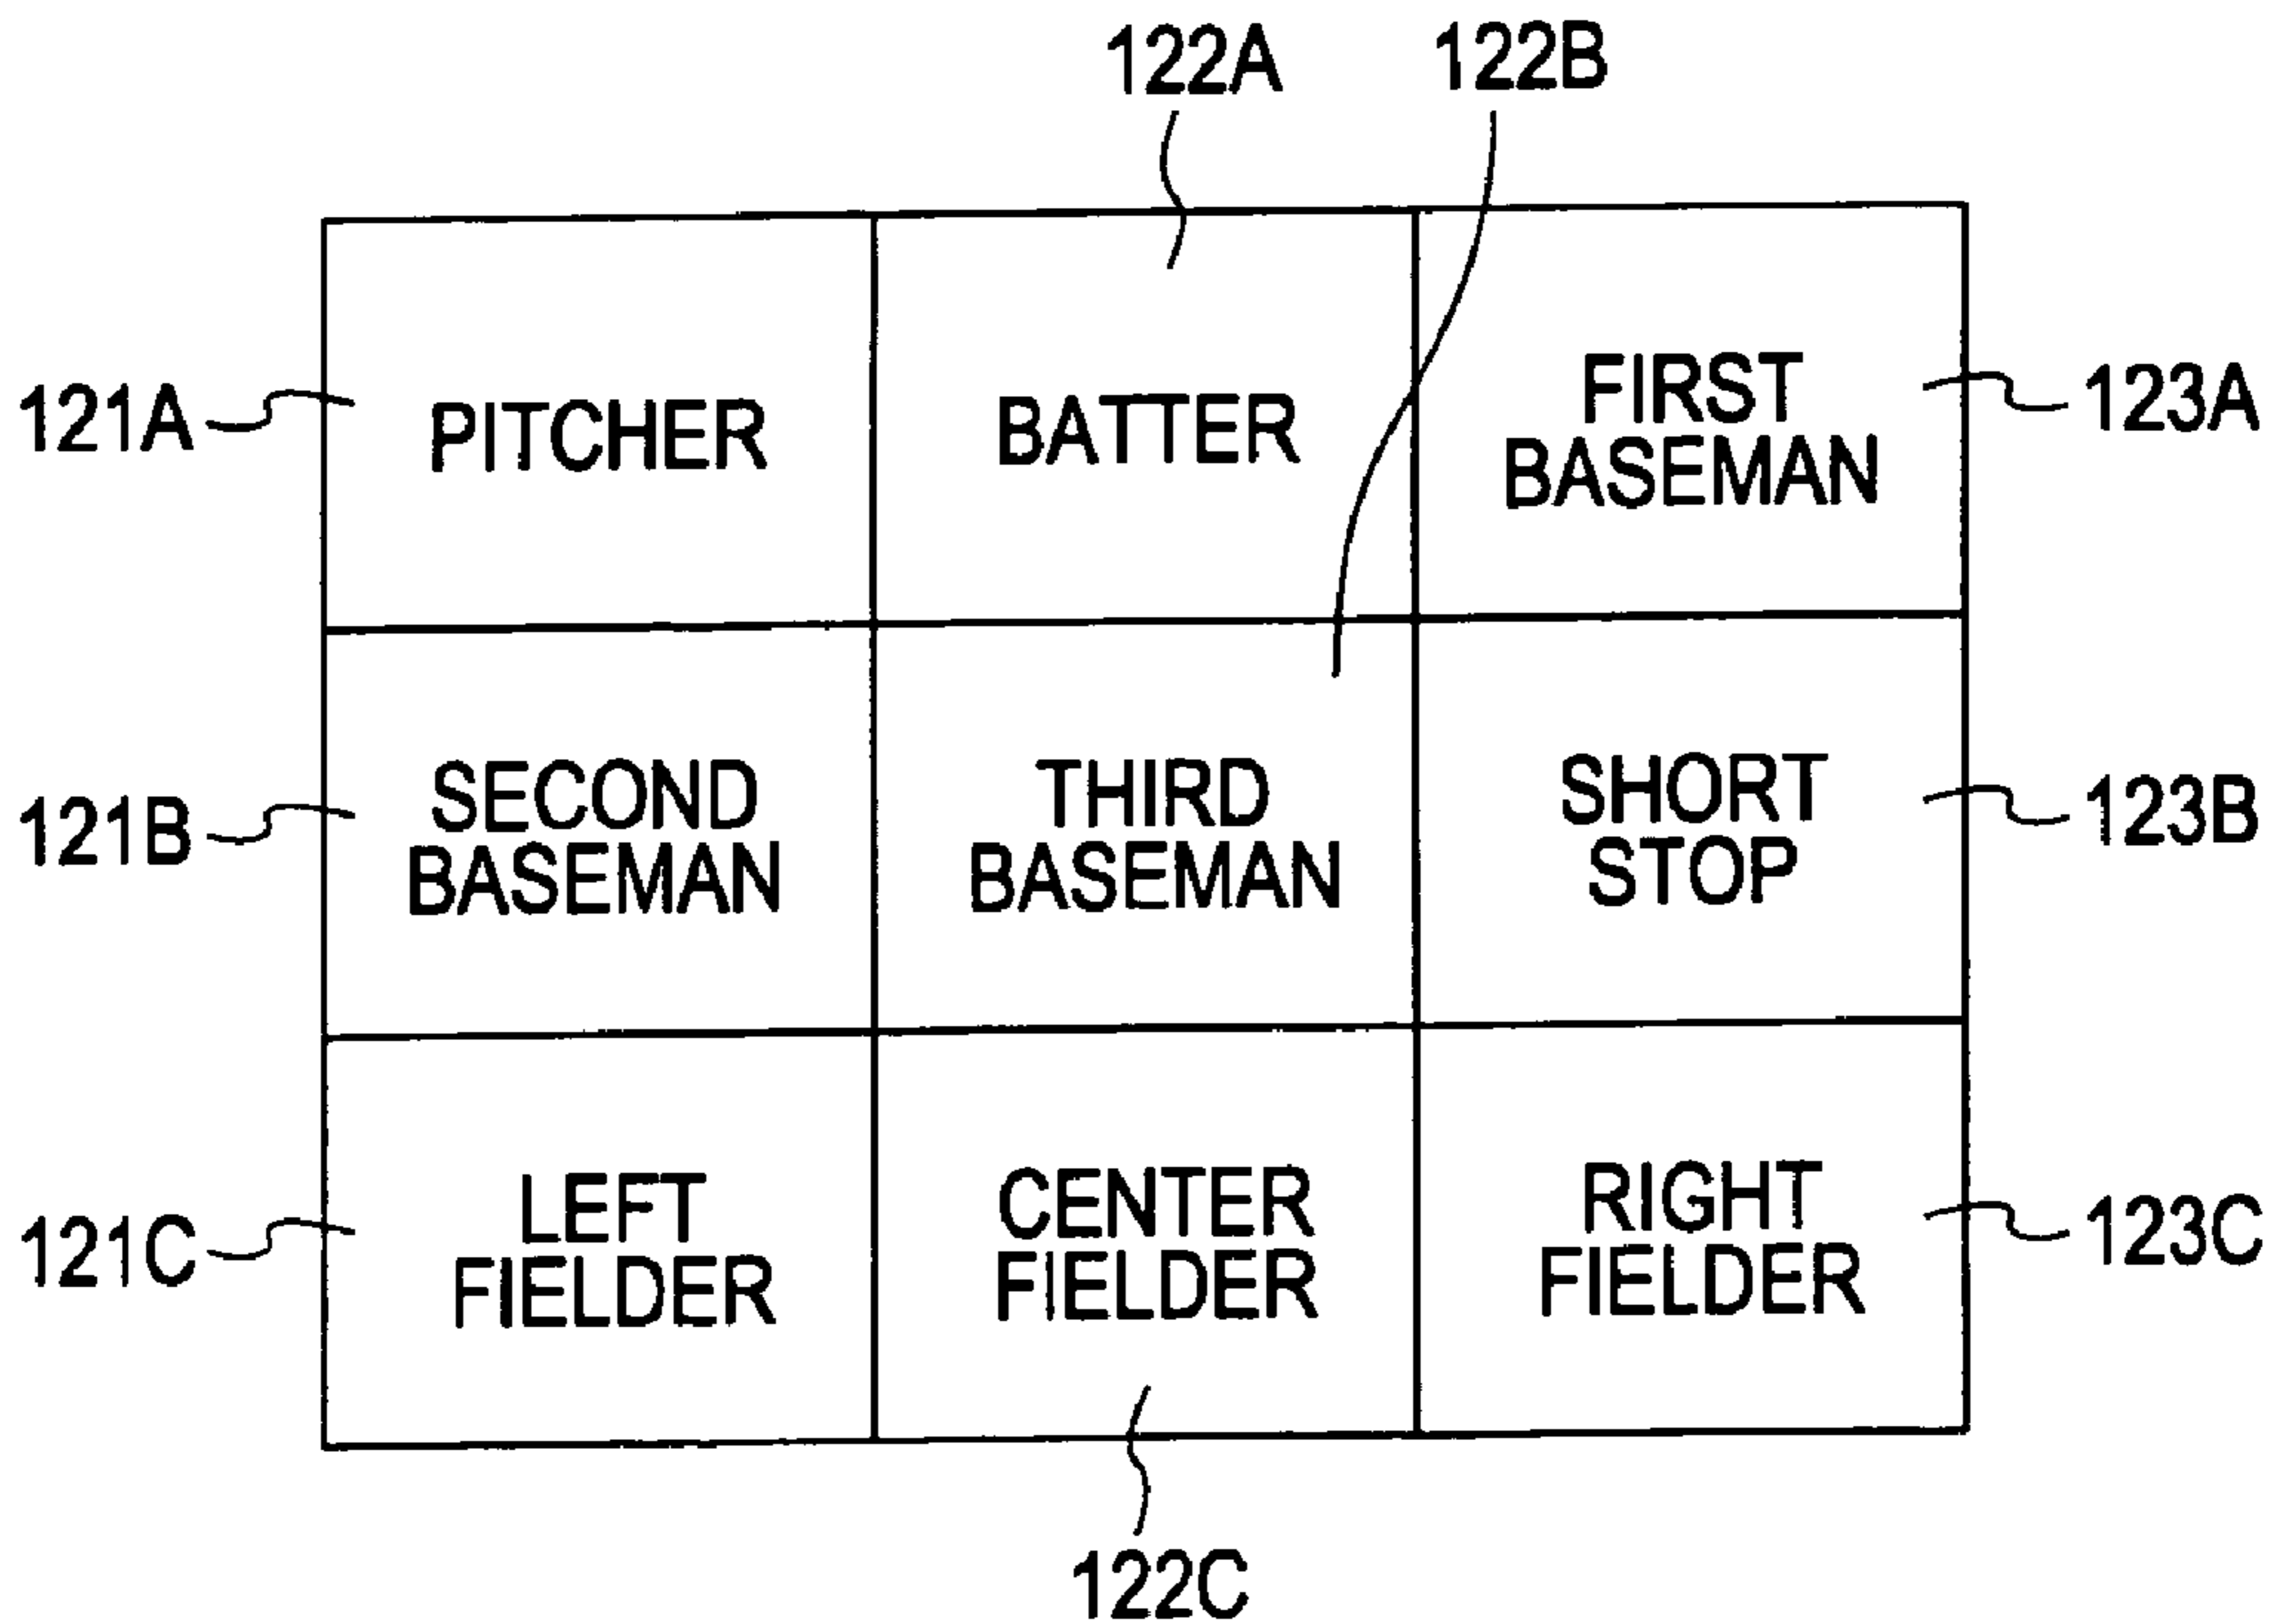 122A 122B
121A PITCHER BATTER FIRST BASEMAN 123A
121B SECOND BASEMAN THIRD BASEMAN SHORT STOP 123B
121C LEFT FIELDER CENTER FIELDER RIGHT FIELDER 123C
122C